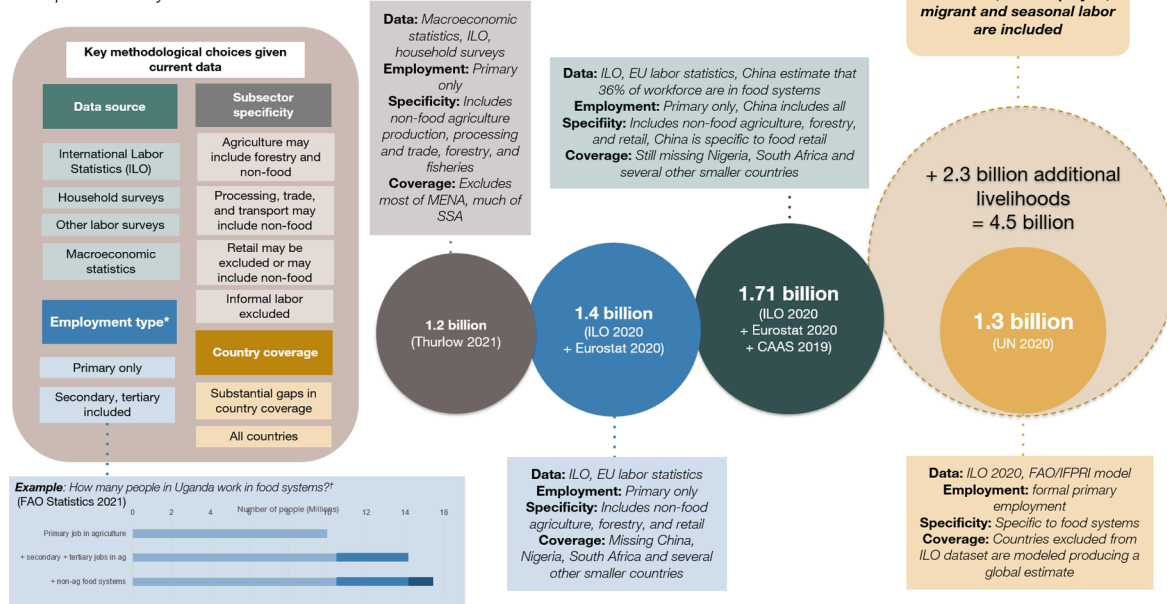 migrant and seasonal labor
are included
Key methodological choices given
current data
Data source
International Labor
Statistics (ILO)
Household surveys
Other labor surveys
Macroeconomic
statistics
Employment type*
Primary only
Secondary, tertiary
included
Subsector
specificity
Agriculture may
include forestry and
non-food
Processing, trade,
and transport may
include non-food
Retail may be
excluded or may
include non-food
Informal labor
excluded
Country coverage
Substantial gaps in
country coverage
All countries
Data: Macroeconomic
statistics, ILO,
household surveys
Employment: Primary
only
Specificity: Includes
non-food agriculture
production, processing
and trade, forestry, and
fisheries
Coverage: Excludes
most of MENA, much of
SSA
1.2 billion
(Thurlow 2021)
1.4 billion
(ILO 2020
+ Eurostat 2020)
Data: ILO, EU labor statistics
Employment: Primary only
Specificity: Includes non-food
agriculture, forestry, and retail
Coverage: Missing China,
Nigeria, South Africa and several
other smaller countries
Data: ILO, EU labor statistics, China estimate that
36% of workforce are in food systems
Employment: Primary only, China includes all
Specifiity: Includes non-food agriculture, forestry,
and retail, China is specific to food retail
Coverage: Still missing Nigeria, South Africa and
several other smaller countries
1.71 billion
(ILO 2020
+ Eurostat 2020
+ CAAS 2019)
+ 2.3 billion additional
livelihoods
= 4.5 billion
1.3 billion
(UN 2020)
Data: ILO 2020, FAO/IFPRI model
Employment: formal primary
employment
Specificity: Specific to food systems
Coverage: Countries excluded from
ILO dataset are modeled producing a
global estimate
Example: How many people in Uganda work in food systems?†
(FAO Statistics 2021)
Number of people (Millions)
0 2 4 6 8 10 12 14 16
Primary job in agriculture
+ secondary + tertiary jobs in ag
+ non-ag food systems